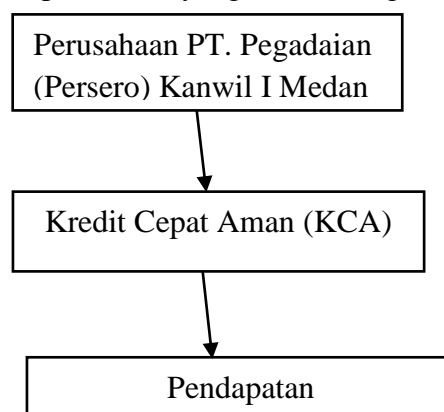 Perusahaan PT. Pegadaian
(Persero) Kanwil I Medan
Kredit Cepat Aman (KCA)
Pendapatan